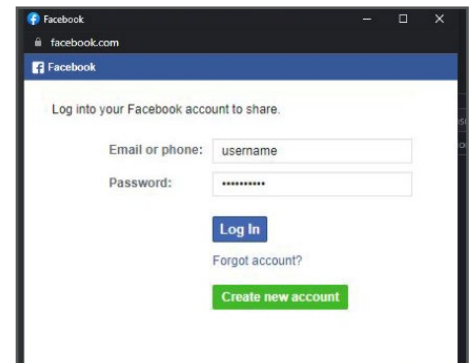 Facebook
facebook.com
Facebook
Log into your Facebook account to share.
Email or phone: username
Password: ••••••••••
Log In
Forgot account?
Create new account